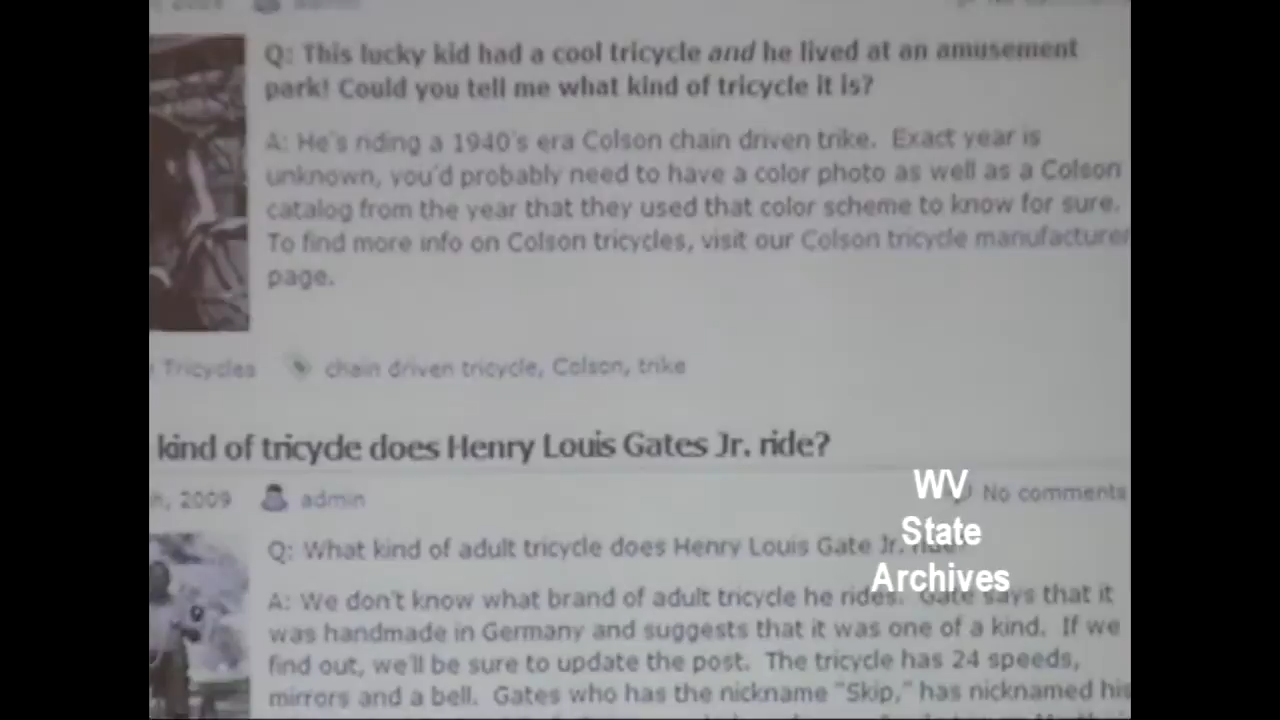 2009 admin
Q: This lucky kid had a cool tricycle and he lived at an amusement
park! Could you tell me what kind of tricycle it is?
A: He's riding a 1940's era Colson chain driven trike. Exact year is
unknown, you'd probably need to have a color photo as well as a Colson
catalog from the year that they used that color scheme to know for sure.
To find more info on Colson tricycles, visit our Colson tricycle manufacturer
page.
Tricycles chain driven tricycle, Colson, trike
kind of tricycle does Henry Louis Gates Jr. ride?
h, 2009 admin No comments
Q: What kind of adult tricycle does Henry Louis Gate Jr. ride?
A: We don't know what brand of adult tricycle he rides. Gate says that it
was handmade in Germany and suggests that it was one of a kind. If we
find out, we'll be sure to update the post. The tricycle has 24 speeds,
mirrors and a bell. Gates who has the nickname "Skip," has nicknamed his
WV
State
Archives